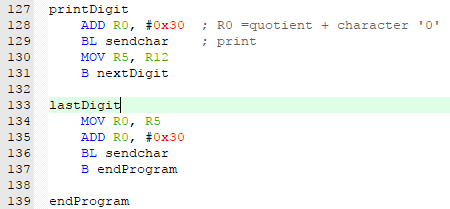 127 printDigit
128     ADD R0, #0x30  ; R0 =quotient + character '0'
129     BL sendchar    ; print
130     MOV R5, R12
131     B nextDigit
132
133 lastDigit
134     MOV R0, R5
135     ADD R0, #0x30
136     BL sendchar
137     B endProgram
138
139 endProgram